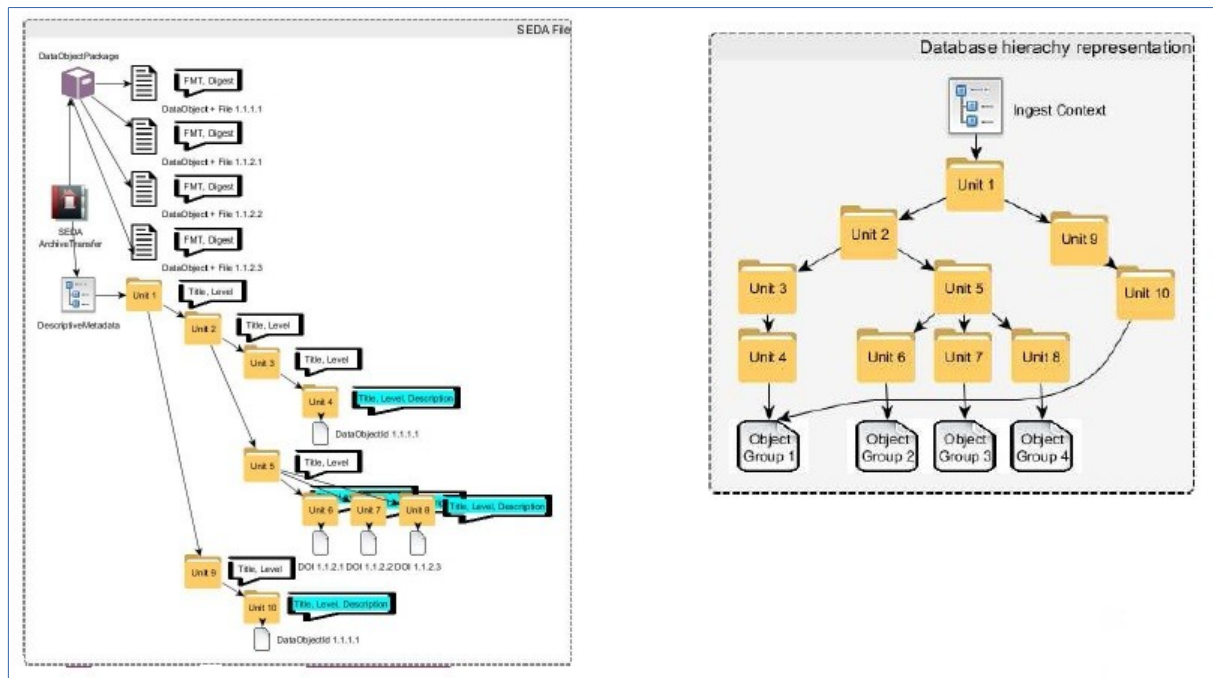 SEDA File
DataObjectPackage
FMT, Digest
DataObject + File 1.1.1.1
FMT, Digest
DataObject + File 1.1.2.1
FMT, Digest
DataObject + File 1.1.2.2
SEDA
ArchiveTransfer
FMT, Digest
DataObject + File 1.1.2.3
DescriptiveMetadata
Unit 1
Title, Level
Unit 2
Title, Level
Unit 3
Title, Level
Unit 4
Title, Level, Description
DataObjectId 1.1.1.1
Unit 5
Title, Level
Unit 6
Unit 7
Unit 8
Title, Level, Description
DOI 1.1.2.1 DOI 1.1.2.2 DOI 1.1.2.3
Unit 9
Title, Level
Unit 10
Title, Level, Description
DataObjectId 1.1.1.1
Database hierachy representation
Ingest Context
Unit 1
Unit 2
Unit 9
Unit 3
Unit 5
Unit 10
Unit 4
Unit 6
Unit 7
Unit 8
Object
Group 1
Object
Group 2
Object
Group 3
Object
Group 4